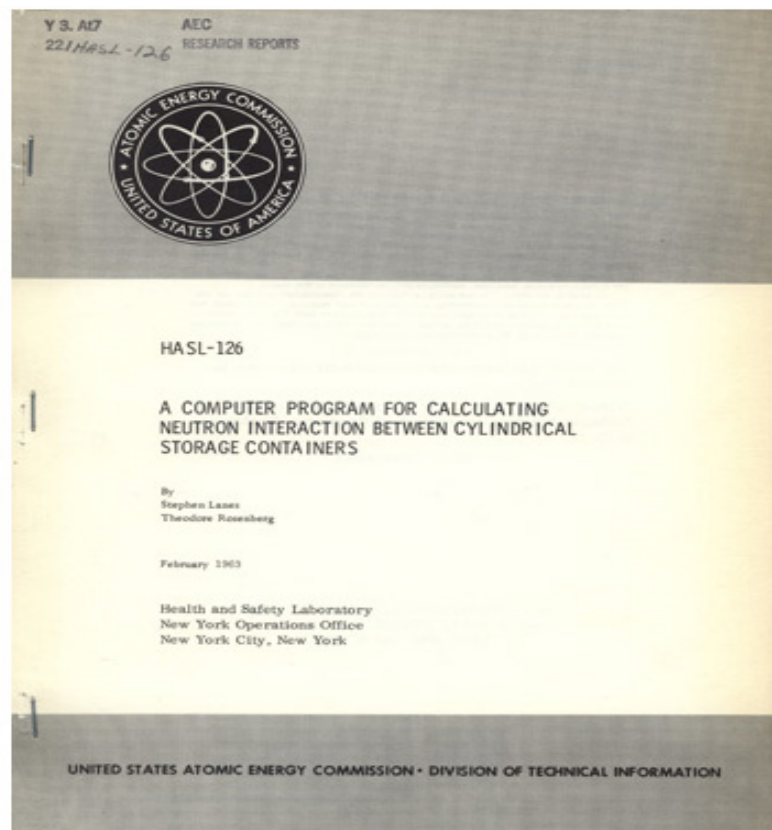 Y 3. At7
221HASL-126
AEC
RESEARCH REPORTS
ATOMIC ENERGY COMMISSION
UNITED STATES OF AMERICA
HASL-126
A COMPUTER PROGRAM FOR CALCULATING
NEUTRON INTERACTION BETWEEN CYLINDRICAL
STORAGE CONTAINERS
By
Stephen Lanes
Theodore Rosenberg
February 1963
Health and Safety Laboratory
New York Operations Office
New York City, New York
UNITED STATES ATOMIC ENERGY COMMISSION • DIVISION OF TECHNICAL INFORMATION